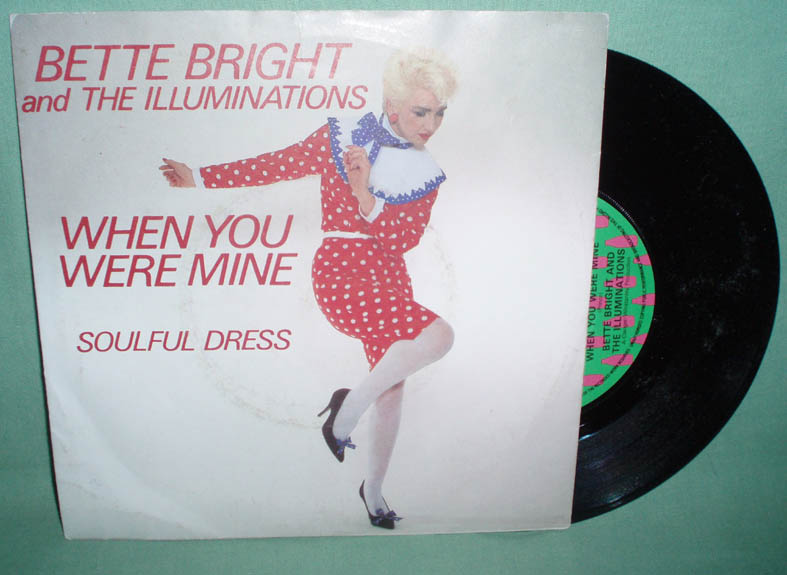 BETTE BRIGHT
and THE ILLUMINATIONS
WHEN YOU
WERE MINE
SOULFUL DRESS
WHEN YOU WERE MINE
BETTE BRIGHT AND
THE ILLUMINATIONS